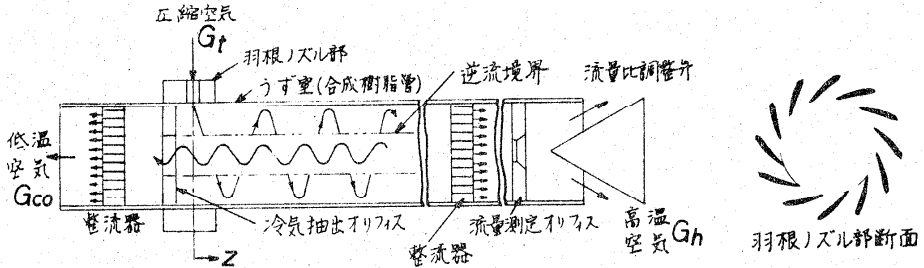 圧縮空気
Gt
羽根ノズル部
うず室(合成樹脂管)
逆流境界
流量比調整弁
低温
空気
Gco
整流器
冷気抽出オリフィス
整流器
流量測定オリフィス
高温
空気 Gh
Z
羽根ノズル部断面